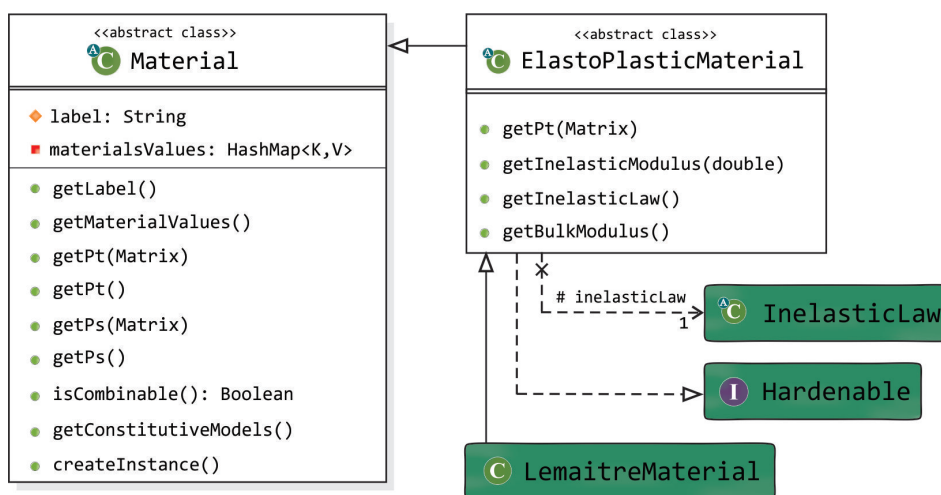 <<abstract class>>
A C Material
label: String
materialsValues: HashMap<K,V>
getLabel()
getMaterialValues()
getPt(Matrix)
getPt()
getPs(Matrix)
getPs()
isCombinable(): Boolean
getConstitutiveModels()
createInstance()
<<abstract class>>
A C ElastoPlasticMaterial
getPt(Matrix)
getInelasticModulus(double)
getInelasticLaw()
getBulkModulus()
# inelasticLaw
1
A C InelasticLaw
I Hardenable
C LemaitreMaterial